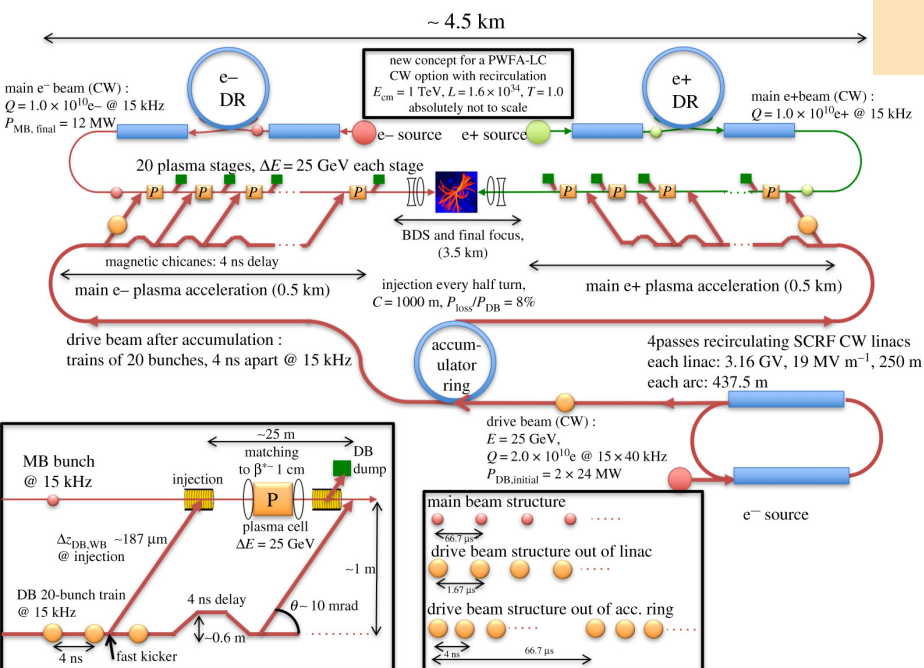 ~ 4.5 km
e–
DR
new concept for a PWFA-LC
CW option with recirculation
E_cm = 1 TeV, L = 1.6 × 10^34, T = 1.0
absolutely not to scale
e+
DR
main e⁻ beam (CW) :
Q = 1.0 × 10^10 e– @ 15 kHz
P_MB, final = 12 MW
main e+beam (CW) :
Q = 1.0 × 10^10 e+ @ 15 kHz
e– source
e+ source
20 plasma stages, ΔE = 25 GeV each stage
P
P
P
P
P
P
P
P
BDS and final focus,
(3.5 km)
magnetic chicanes: 4 ns delay
main e– plasma acceleration (0.5 km)
injection every half turn,
C = 1000 m, P_loss/P_DB = 8%
main e+ plasma acceleration (0.5 km)
drive beam after accumulation :
trains of 20 bunches, 4 ns apart @ 15 kHz
accum-
ulator
ring
4passes recirculating SCRF CW linacs
each linac: 3.16 GV, 19 MV m⁻¹, 250 m
each arc: 437.5 m
drive beam (CW) :
E = 25 GeV,
Q = 2.0 × 10^10 e @ 15 × 40 kHz
P_DB,initial = 2 × 24 MW
e⁻ source
~25 m
MB bunch
@ 15 kHz
injection
matching
to β*~ 1 cm
DB
dump
P
plasma cell
ΔE = 25 GeV
Δz_DB,WB ~187 μm
@ injection
~1 m
DB 20-bunch train
@ 15 kHz
4 ns delay
θ ~ 10 mrad
~0.6 m
4 ns
fast kicker
main beam structure
66.7 μs
drive beam structure out of linac
1.67 μs
drive beam structure out of acc. ring
4 ns
66.7 μs